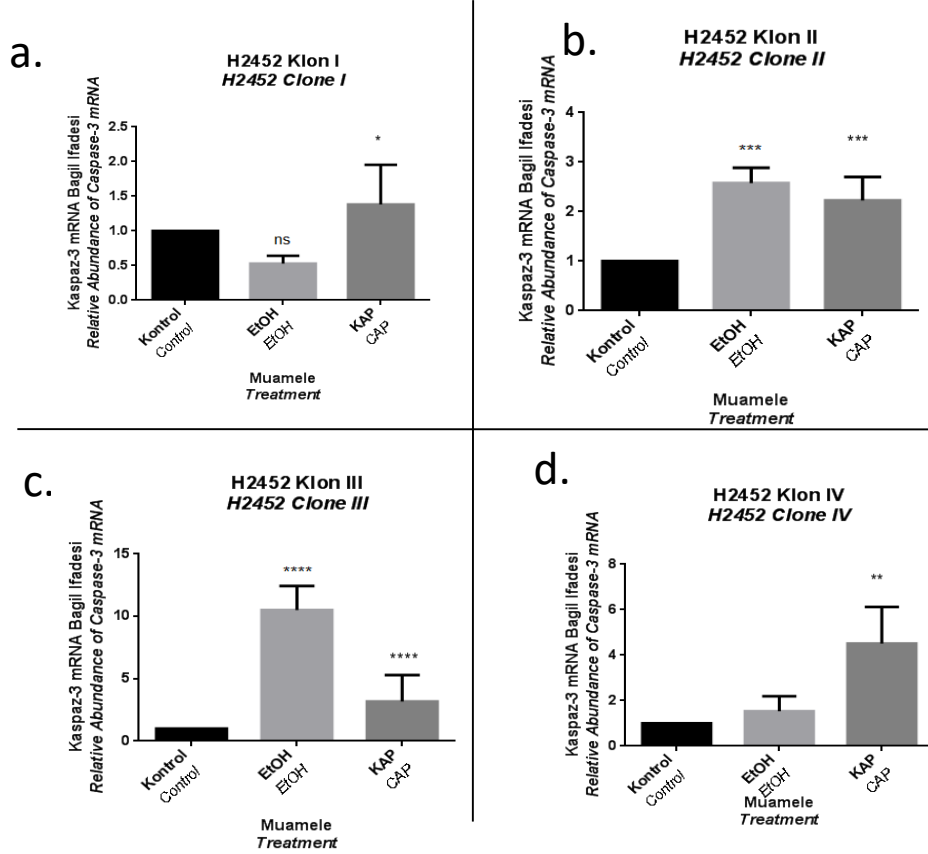 a.
H2452 Klon I
H2452 Clone I
Kaspaz-3 mRNA Bagil Ifadesi
Relative Abundance of Caspase-3 mRNA
2.5
2.0
1.5
1.0
0.5
0.0
ns
*
Kontrol
Control
EtOH
EtOH
KAP
CAP
Muamele
Treatment
b.
H2452 Klon II
H2452 Clone II
Kaspaz-3 mRNA Bagil Ifadesi
Relative Abundance of Caspase-3 mRNA
4
3
2
1
0
***
***
Kontrol
Control
EtOH
EtOH
KAP
CAP
Muamele
Treatment
c.
H2452 Klon III
H2452 Clone III
Kaspaz-3 mRNA Bagil Ifadesi
Relative Abundance of Caspase-3 mRNA
15
10
5
0
****
****
Kontrol
Control
EtOH
EtOH
KAP
CAP
Muamele
Treatment
d.
H2452 Klon IV
H2452 Clone IV
Kaspaz-3 mRNA Bagil Ifadesi
Relative Abundance of Caspase-3 mRNA
8
6
4
2
0
**
Kontrol
Control
EtOH
EtOH
KAP
CAP
Muamele
Treatment